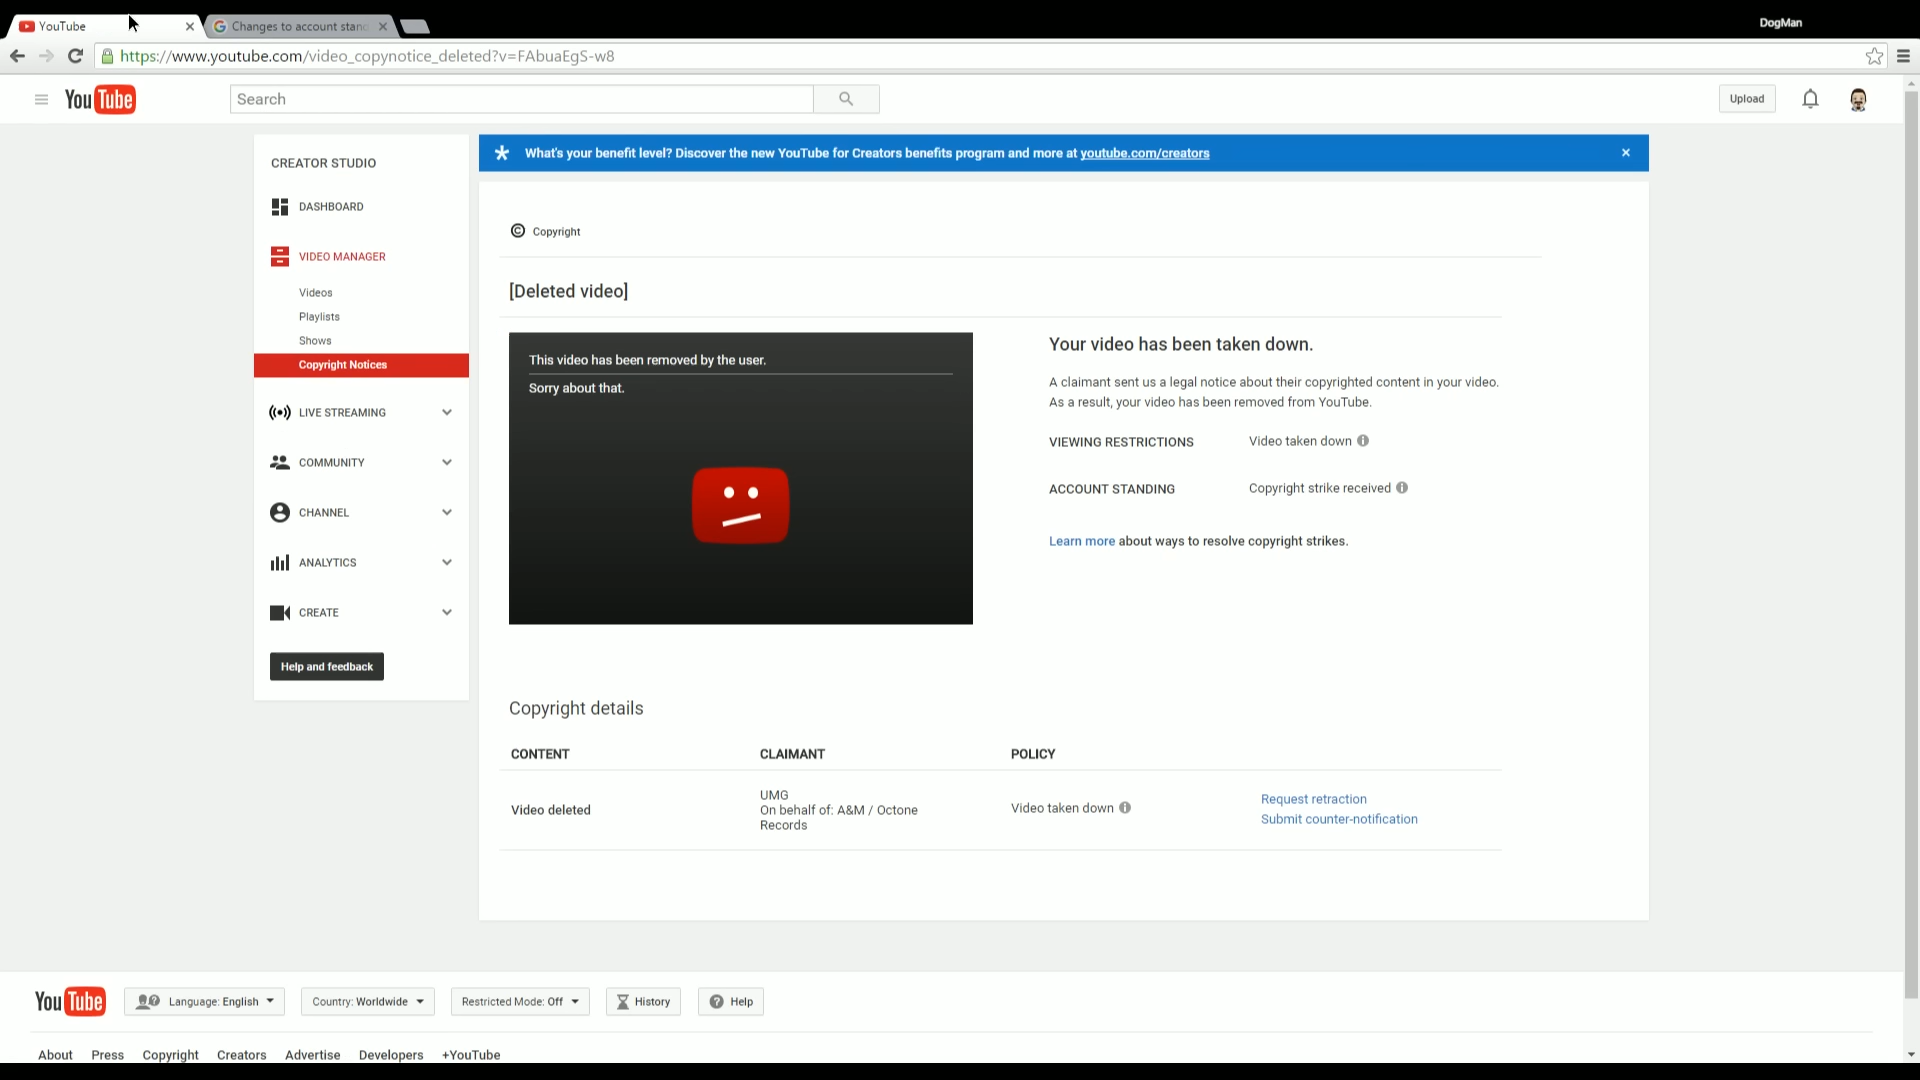 YouTube
Changes to account stand
DogMan
https://www.youtube.com/video_copynotice_deleted?v=FAbuaEgS-w8
YouTube
Search
Upload
CREATOR STUDIO
DASHBOARD
VIDEO MANAGER
Videos
Playlists
Shows
Copyright Notices
LIVE STREAMING
COMMUNITY
CHANNEL
ANALYTICS
CREATE
Help and feedback
What's your benefit level? Discover the new YouTube for Creators benefits program and more at youtube.com/creators
© Copyright
[Deleted video]
This video has been removed by the user.
Sorry about that.
Your video has been taken down.
A claimant sent us a legal notice about their copyrighted content in your video.
As a result, your video has been removed from YouTube.
VIEWING RESTRICTIONS Video taken down
ACCOUNT STANDING Copyright strike received
Learn more about ways to resolve copyright strikes.
Copyright details
CONTENT CLAIMANT POLICY
Video deleted
UMG
On behalf of: A&M / Octone
Records
Video taken down
Request retraction
Submit counter-notification
YouTube
Language: English
Country: Worldwide
Restricted Mode: Off
History
Help
About Press Copyright Creators Advertise Developers +YouTube